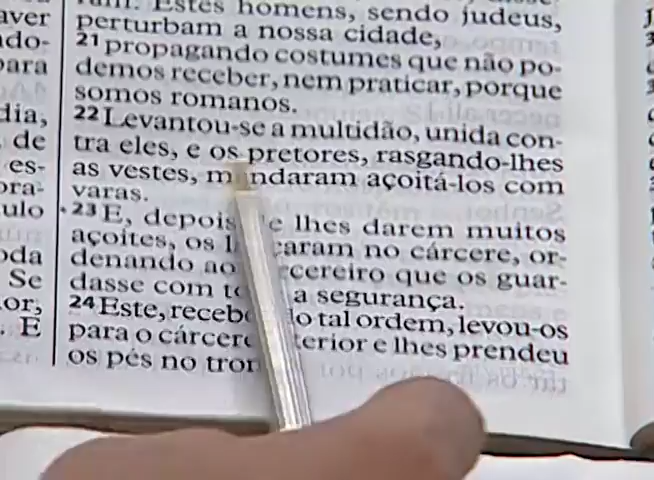 Estes homens, sendo judeus,
perturbam a nossa cidade,
21 propagando costumes que não po-
demos receber, nem praticar, porque
somos romanos.
22 Levantou-se a multidão, unida con-
tra eles, e os pretores, rasgando-lhes
as vestes, mandaram açoitá-los com
varas.
23 E, depois de lhes darem muitos
açoites, os lançaram no cárcere, or-
denando ao carcereiro que os guar-
dasse com toda a segurança.
24 Este, recebendo tal ordem, levou-os
para o cárcere interior e lhes prendeu
os pés no tronco
dia,
de
es-
Se
E